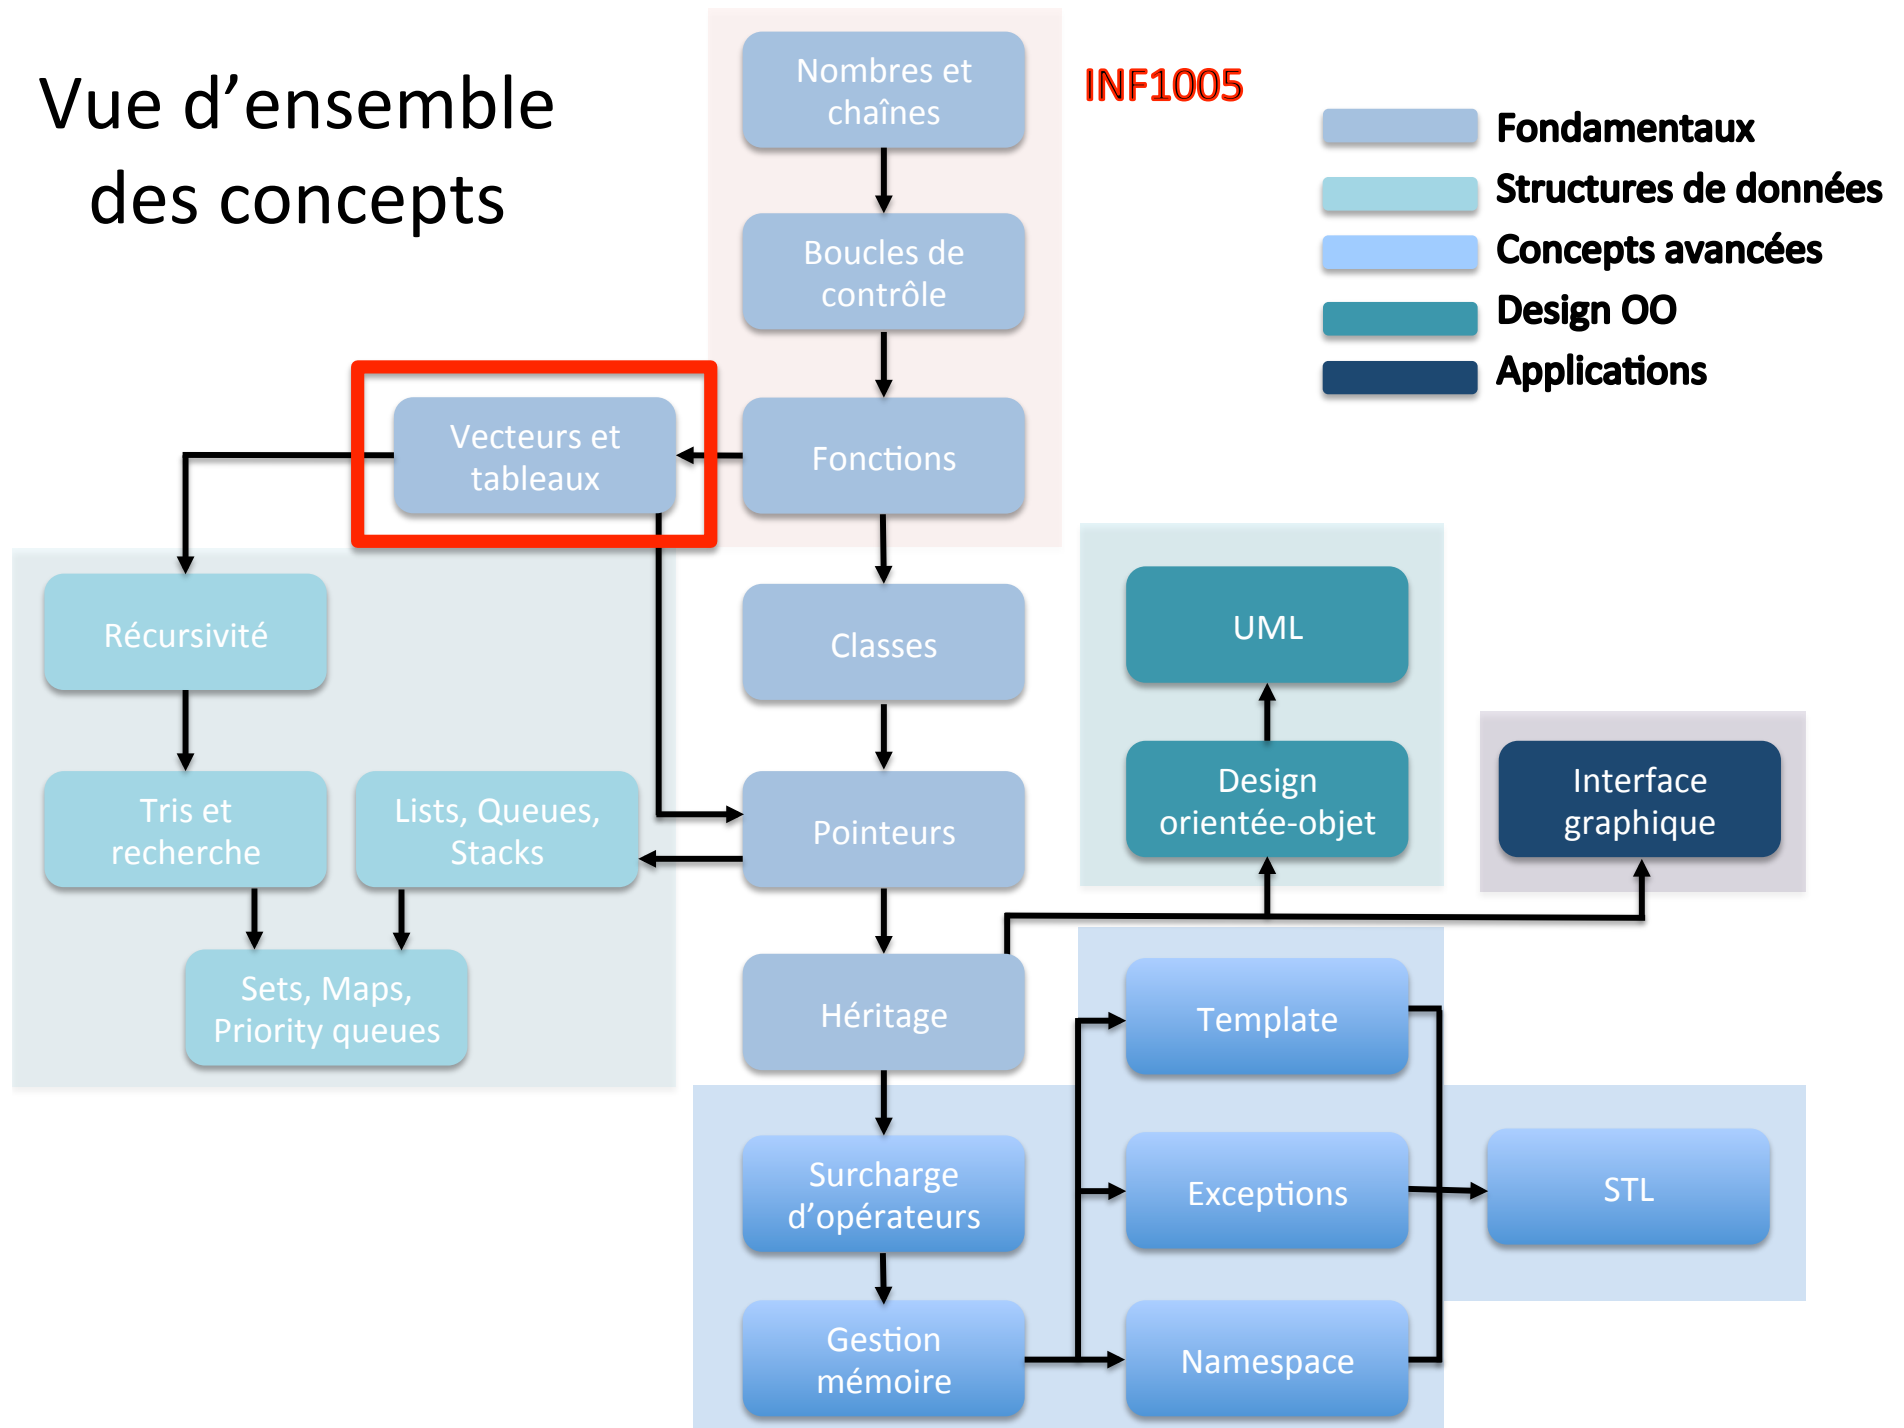 Vue d’ensemble
des concepts
Nombres et
chaînes
INF1005
Fondamentaux
Structures de données
Concepts avancées
Design OO
Applications
Boucles de
contrôle
Vecteurs et
tableaux
Fonctions
Récursivité
Classes
UML
Tris et
recherche
Lists, Queues,
Stacks
Pointeurs
Design
orientée-objet
Interface
graphique
Sets, Maps,
Priority queues
Héritage
Template
Surcharge
d’opérateurs
Exceptions
STL
Gestion
mémoire
Namespace